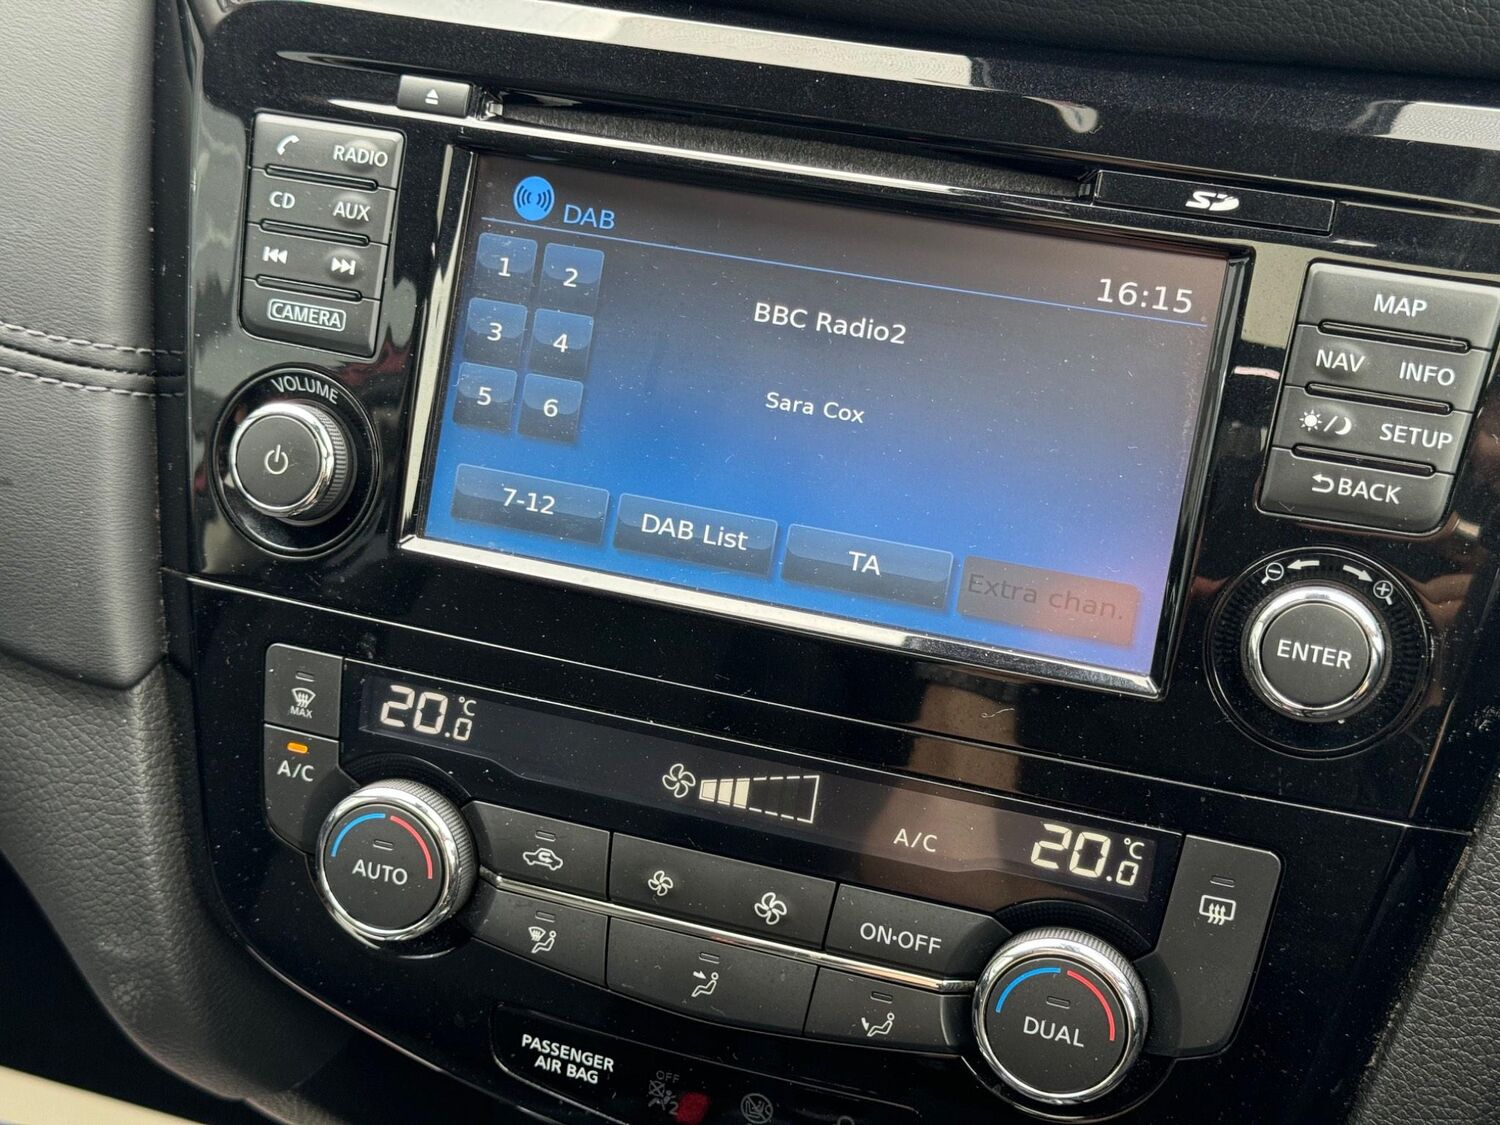 RADIO
CD
AUX
CAMERA
VOLUME
DAB
16:15
1
2
3
4
5
6
BBC Radio2
Sara Cox
7-12
DAB List
TA
Extra chan.
SD
MAP
NAV
INFO
SETUP
BACK
ENTER
MAX
A/C
20.0 °C
A/C
20.0 °C
AUTO
ON·OFF
DUAL
PASSENGER
AIR BAG
OFF
2